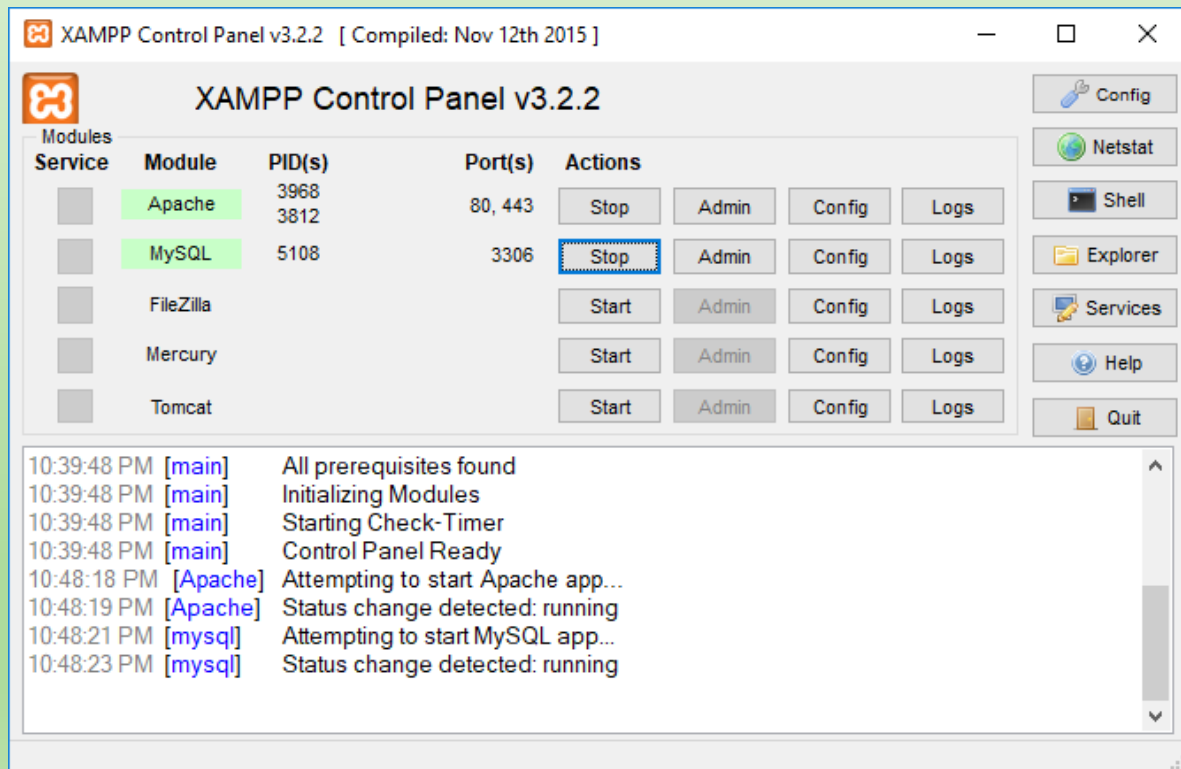 XAMPP Control Panel v3.2.2 [ Compiled: Nov 12th 2015 ]
XAMPP Control Panel v3.2.2
Config
Modules
Service Module PID(s) Port(s) Actions
Netstat
Apache 3968 3812 80, 443 Stop Admin Config Logs
Shell
MySQL 5108 3306 Stop Admin Config Logs
Explorer
FileZilla Start Admin Config Logs
Services
Mercury Start Admin Config Logs
Help
Tomcat Start Admin Config Logs
Quit
10:39:48 PM [main] All prerequisites found
10:39:48 PM [main] Initializing Modules
10:39:48 PM [main] Starting Check-Timer
10:39:48 PM [main] Control Panel Ready
10:48:18 PM [Apache] Attempting to start Apache app...
10:48:19 PM [Apache] Status change detected: running
10:48:21 PM [mysql] Attempting to start MySQL app...
10:48:23 PM [mysql] Status change detected: running